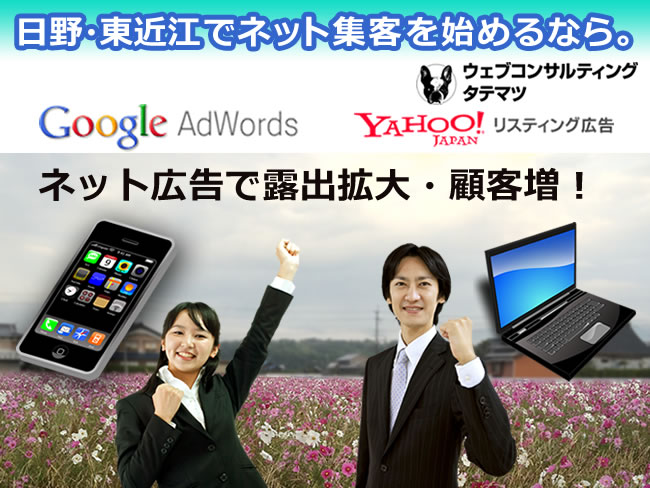 日野・東近江でネット集客を始めるなら。
ウェブコンサルティング
タテマツ
Google AdWords
YAHOO! リスティング広告
JAPAN
ネット広告で露出拡大・顧客増！